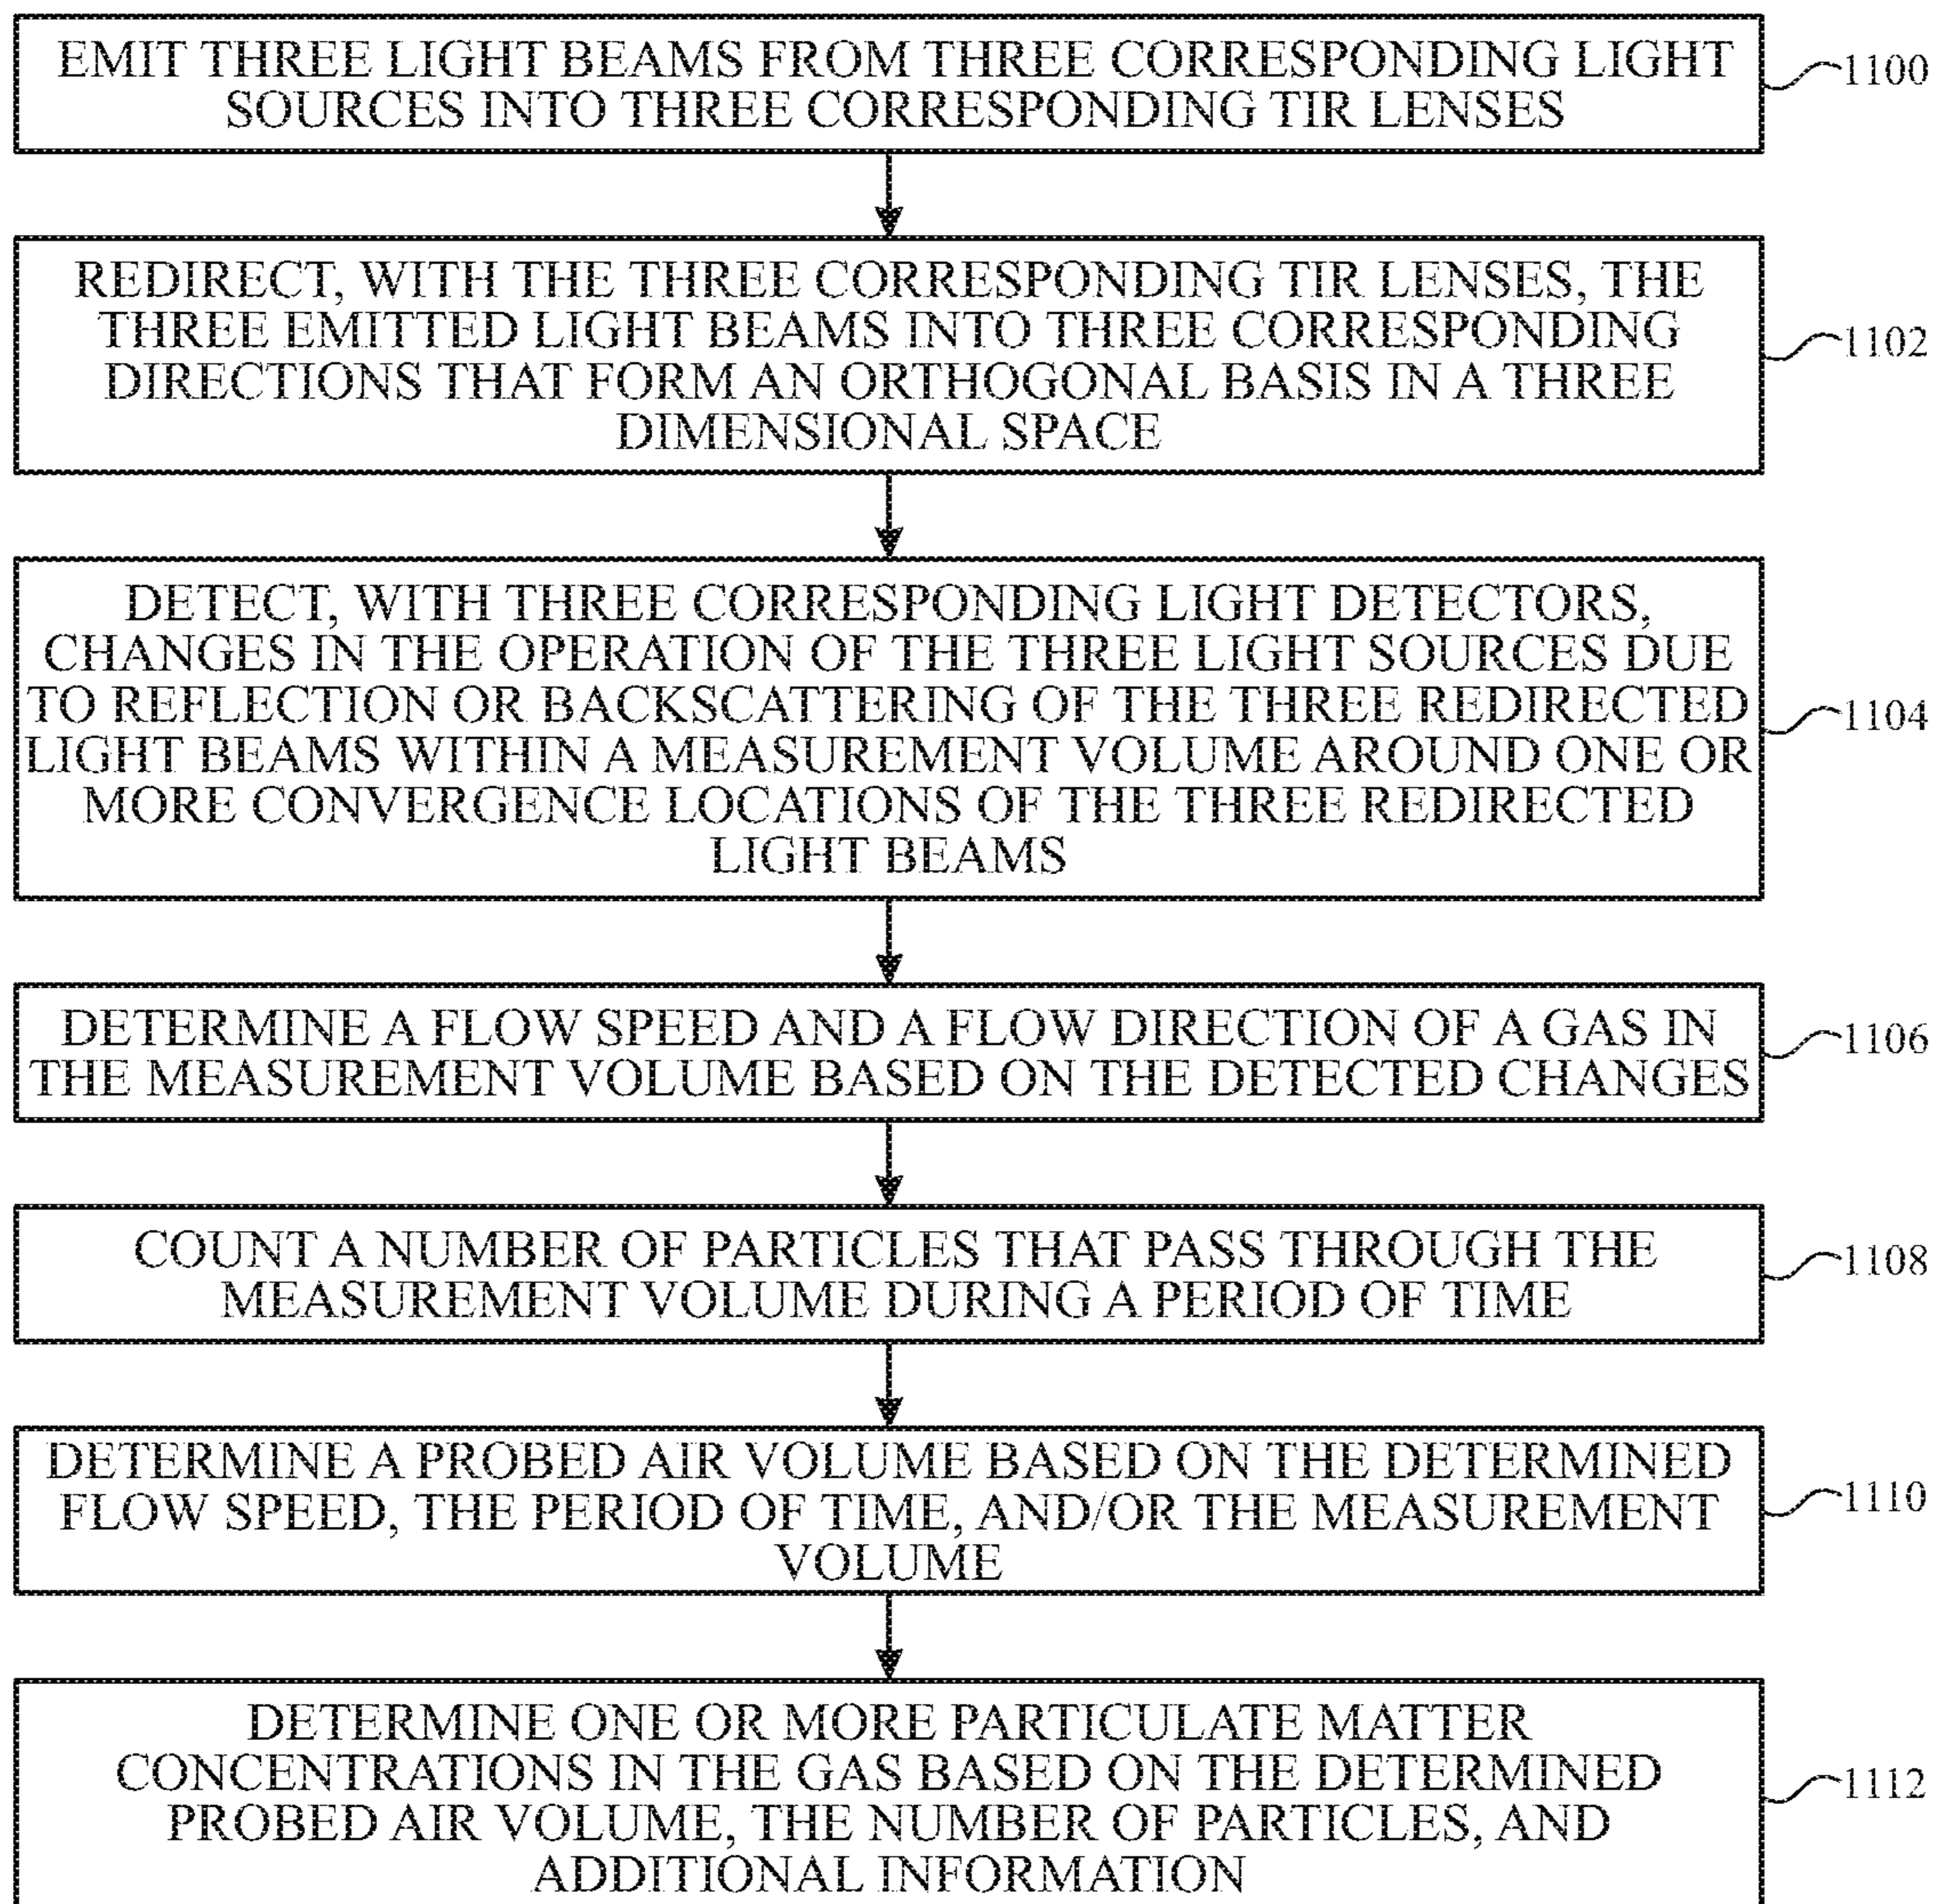 EMIT THREE LIGHT BEAMS FROM THREE CORRESPONDING LIGHT
SOURCES INTO THREE CORRESPONDING TIR LENSES
1100
REDIRECT, WITH THE THREE CORRESPONDING TIR LENSES, THE
THREE EMITTED LIGHT BEAMS INTO THREE CORRESPONDING
DIRECTIONS THAT FORM AN ORTHOGONAL BASIS IN A THREE
DIMENSIONAL SPACE
1102
DETECT, WITH THREE CORRESPONDING LIGHT DETECTORS,
CHANGES IN THE OPERATION OF THE THREE LIGHT SOURCES DUE
TO REFLECTION OR BACKSCATTERING OF THE THREE REDIRECTED
LIGHT BEAMS WITHIN A MEASUREMENT VOLUME AROUND ONE OR
MORE CONVERGENCE LOCATIONS OF THE THREE REDIRECTED
LIGHT BEAMS
1104
DETERMINE A FLOW SPEED AND A FLOW DIRECTION OF A GAS IN
THE MEASUREMENT VOLUME BASED ON THE DETECTED CHANGES
1106
COUNT A NUMBER OF PARTICLES THAT PASS THROUGH THE
MEASUREMENT VOLUME DURING A PERIOD OF TIME
1108
DETERMINE A PROBED AIR VOLUME BASED ON THE DETERMINED
FLOW SPEED, THE PERIOD OF TIME, AND/OR THE MEASUREMENT
VOLUME
1110
DETERMINE ONE OR MORE PARTICULATE MATTER
CONCENTRATIONS IN THE GAS BASED ON THE DETERMINED
PROBED AIR VOLUME, THE NUMBER OF PARTICLES, AND
ADDITIONAL INFORMATION
1112